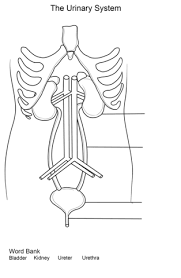 The Urinary System
Word Bank
Bladder Kidney Ureter Urethra